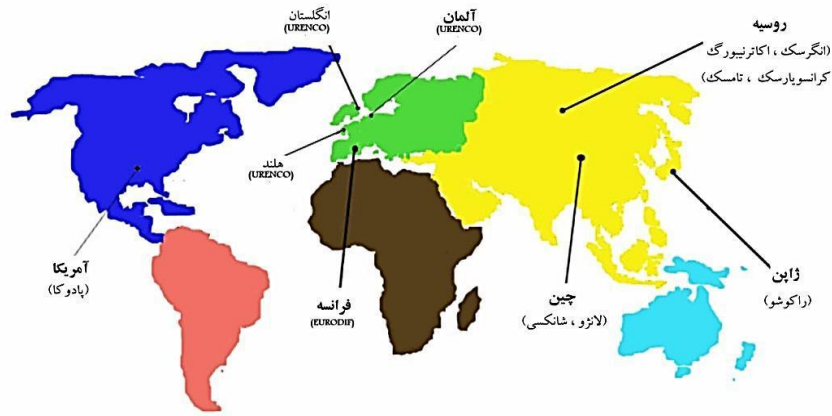 انگلستان
(URENCO)
آلمان
(URENCO)
روسیه
(انگرسک ، اکاترنیبورگ
کرانسویارسک ، تامسک)
هلند
(URENCO)
آمریکا
(پادوکا)
فرانسه
(EURODIF)
چین
(لانژو ، شانکسی)
ژاپن
(راکوشو)